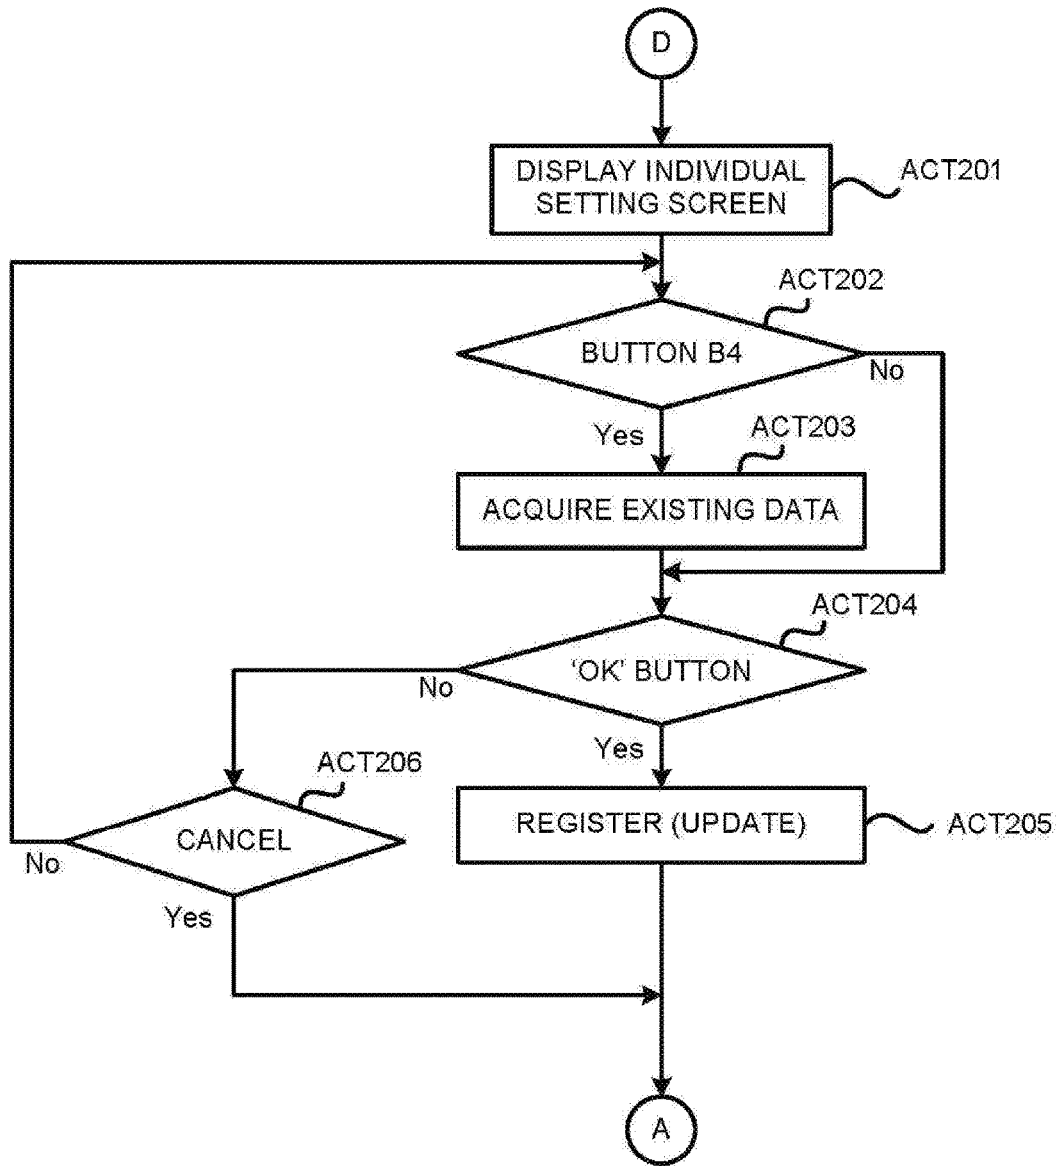 D
DISPLAY INDIVIDUAL
SETTING SCREEN
ACT201
ACT202
BUTTON B4
No
Yes
ACT203
ACQUIRE EXISTING DATA
ACT204
'OK' BUTTON
No
Yes
ACT206
CANCEL
No
Yes
REGISTER (UPDATE)
ACT205
A